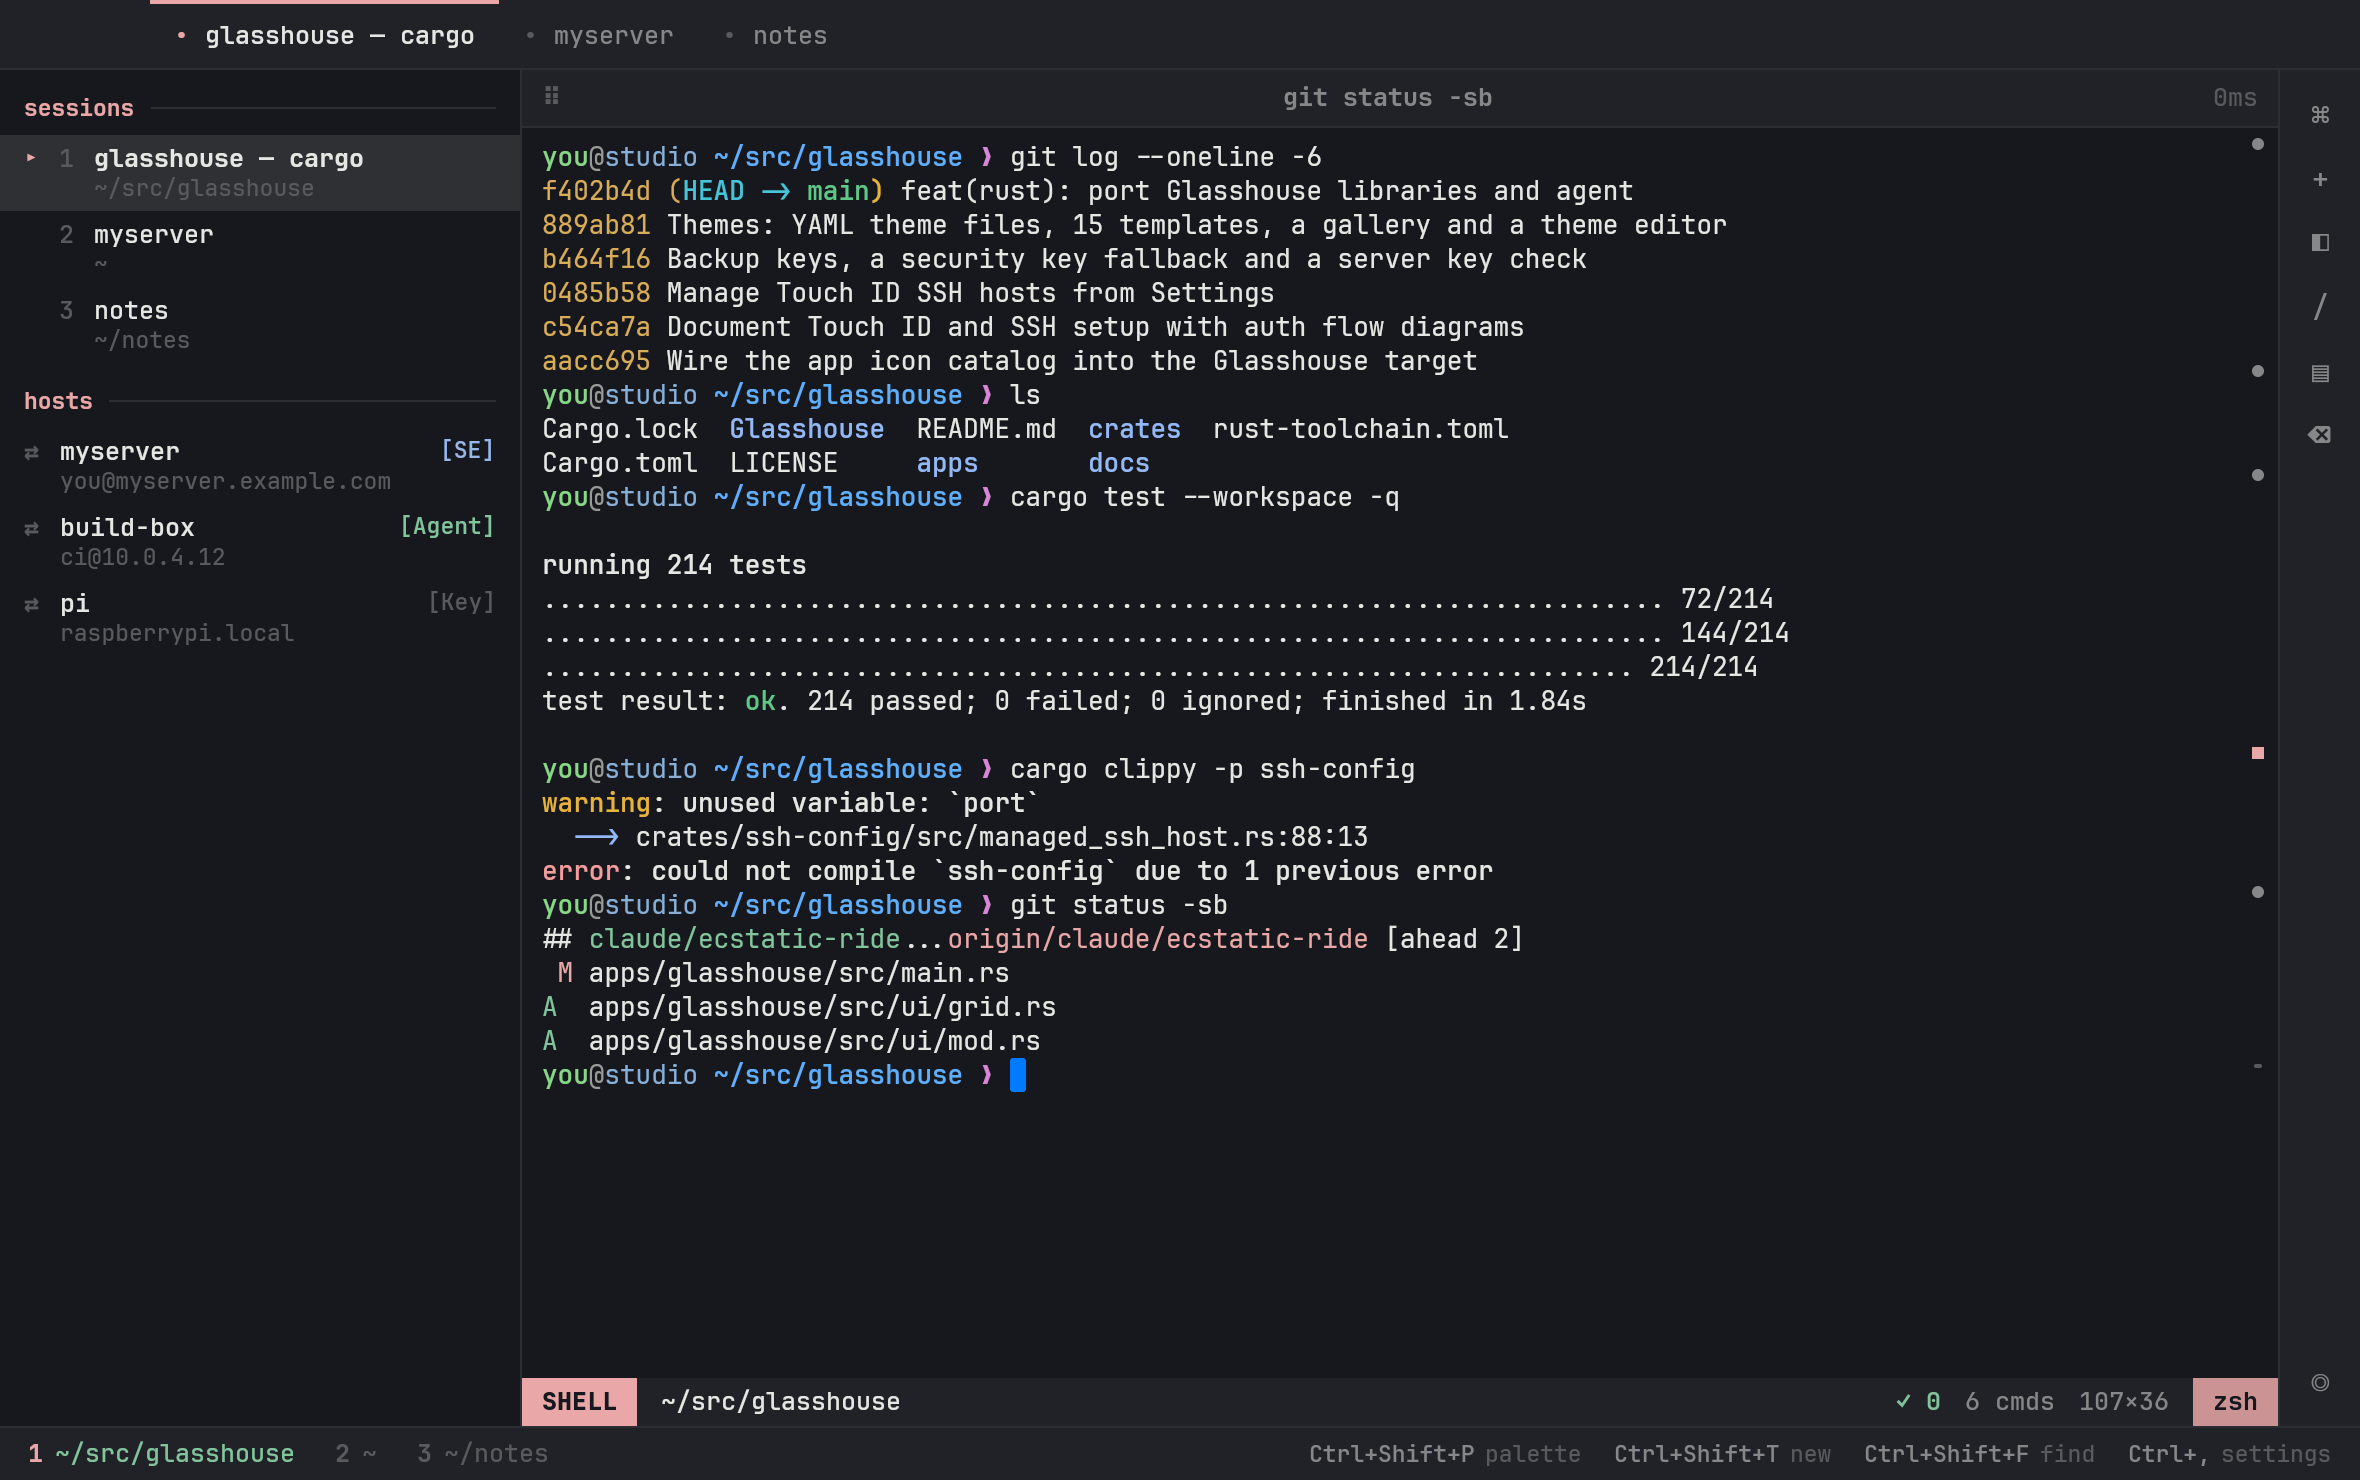 • glasshouse — cargo • myserver • notes
sessions
▸ 1 glasshouse — cargo
~/src/glasshouse
2 myserver
~
3 notes
~/notes
hosts
⇄ myserver [SE]
you@myserver.example.com
⇄ build-box [Agent]
ci@10.0.4.12
⇄ pi [Key]
raspberrypi.local
⠿ git status -sb 0ms
you@studio ~/src/glasshouse ❯ git log --oneline -6
f402b4d (HEAD -> main) feat(rust): port Glasshouse libraries and agent
889ab81 Themes: YAML theme files, 15 templates, a gallery and a theme editor
b464f16 Backup keys, a security key fallback and a server key check
0485b58 Manage Touch ID SSH hosts from Settings
c54ca7a Document Touch ID and SSH setup with auth flow diagrams
aacc695 Wire the app icon catalog into the Glasshouse target
you@studio ~/src/glasshouse ❯ ls
Cargo.lock  Glasshouse  README.md  crates  rust-toolchain.toml
Cargo.toml  LICENSE     apps       docs
you@studio ~/src/glasshouse ❯ cargo test --workspace -q
running 214 tests
........................................................................ 72/214
........................................................................ 144/214
...................................................................... 214/214
test result: ok. 214 passed; 0 failed; 0 ignored; finished in 1.84s
you@studio ~/src/glasshouse ❯ cargo clippy -p ssh-config
warning: unused variable: `port`
  --> crates/ssh-config/src/managed_ssh_host.rs:88:13
error: could not compile `ssh-config` due to 1 previous error
you@studio ~/src/glasshouse ❯ git status -sb
## claude/ecstatic-ride...origin/claude/ecstatic-ride [ahead 2]
 M apps/glasshouse/src/main.rs
A  apps/glasshouse/src/ui/grid.rs
A  apps/glasshouse/src/ui/mod.rs
you@studio ~/src/glasshouse ❯
SHELL ~/src/glasshouse ✓ 0 6 cmds 107×36 zsh
1 ~/src/glasshouse 2 ~ 3 ~/notes Ctrl+Shift+P palette Ctrl+Shift+T new Ctrl+Shift+F find Ctrl+, settings